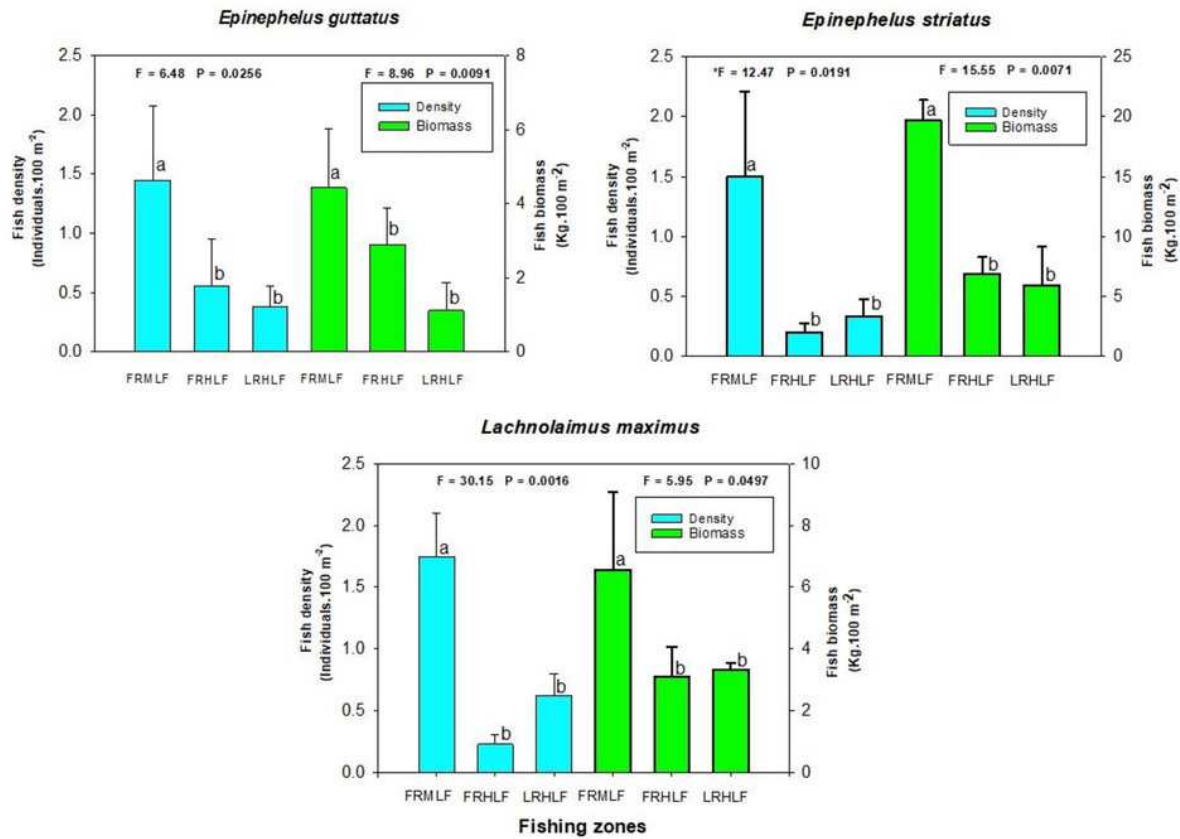 Epinephelus guttatus
F = 6.48 P = 0.0256
F = 8.96 P = 0.0091
Density
Biomass
Fish density
(Individuals.100 m-2)
2.5
2.0
1.5
1.0
0.5
0.0
a
b
b
a
b
b
8
6
4
2
0
Fish biomass
(Kg.100 m-2)
FRMLF FRHLF LRHLF FRMLF FRHLF LRHLF
Epinephelus striatus
*F = 12.47 P = 0.0191
F = 15.55 P = 0.0071
Density
Biomass
Fish density
(Individuals.100 m-2)
2.5
2.0
1.5
1.0
0.5
0.0
a
b
b
a
b
b
25
20
15
10
5
0
Fish biomass
(Kg.100 m-2)
FRMLF FRHLF LRHLF FRMLF FRHLF LRHLF
Lachnolaimus maximus
F = 30.15 P = 0.0016
F = 5.95 P = 0.0497
Density
Biomass
Fish density
(Individuals.100 m-2)
2.5
2.0
1.5
1.0
0.5
0.0
a
b
b
a
b
b
10
8
6
4
2
0
Fish biomass
(Kg.100 m-2)
FRMLF FRHLF LRHLF FRMLF FRHLF LRHLF
Fishing zones